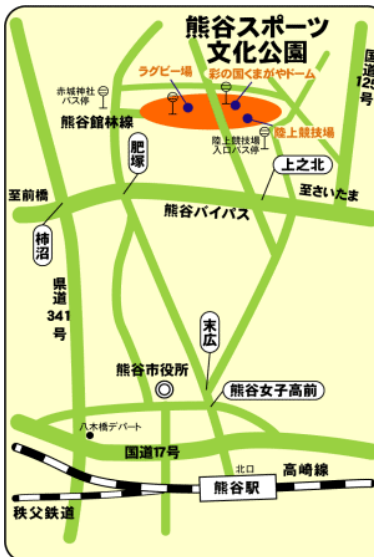 熊谷スポーツ
文化公園
国道125号
ラグビー場
彩の国くまがやドーム
赤城神社
バス停
熊谷館林線
陸上競技場
陸上競技場
入口バス停
肥塚
上之北
至前橋
至さいたま
熊谷バイパス
柿沼
県道
341
号
末広
熊谷市役所
熊谷女子高前
八木橋デパート
国道17号
北口
高崎線
熊谷駅
秩父鉄道